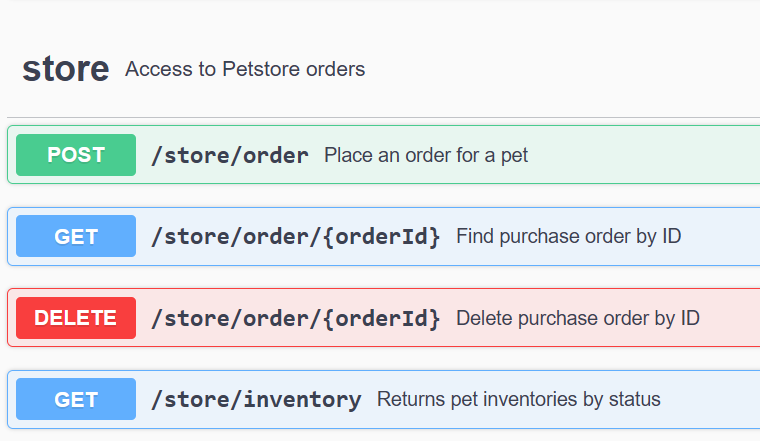 store Access to Petstore orders
POST /store/order Place an order for a pet
GET /store/order/{orderId} Find purchase order by ID
DELETE /store/order/{orderId} Delete purchase order by ID
GET /store/inventory Returns pet inventories by status